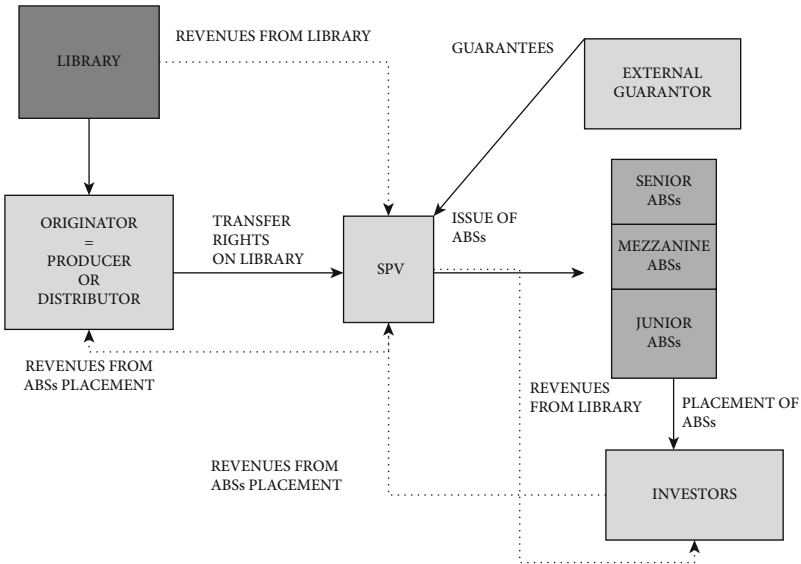 REVENUES FROM LIBRARY
LIBRARY
GUARANTEES
EXTERNAL
GUARANTOR
SENIOR
ABSs
MEZZANINE
ABSs
JUNIOR
ABSs
ORIGINATOR
=
PRODUCER
OR
DISTRIBUTOR
TRANSFER
RIGHTS
ON LIBRARY
SPV
ISSUE OF
ABSs
REVENUES FROM
ABSs PLACEMENT
REVENUES
FROM LIBRARY
PLACEMENT OF
ABSs
REVENUES FROM
ABSs PLACEMENT
INVESTORS